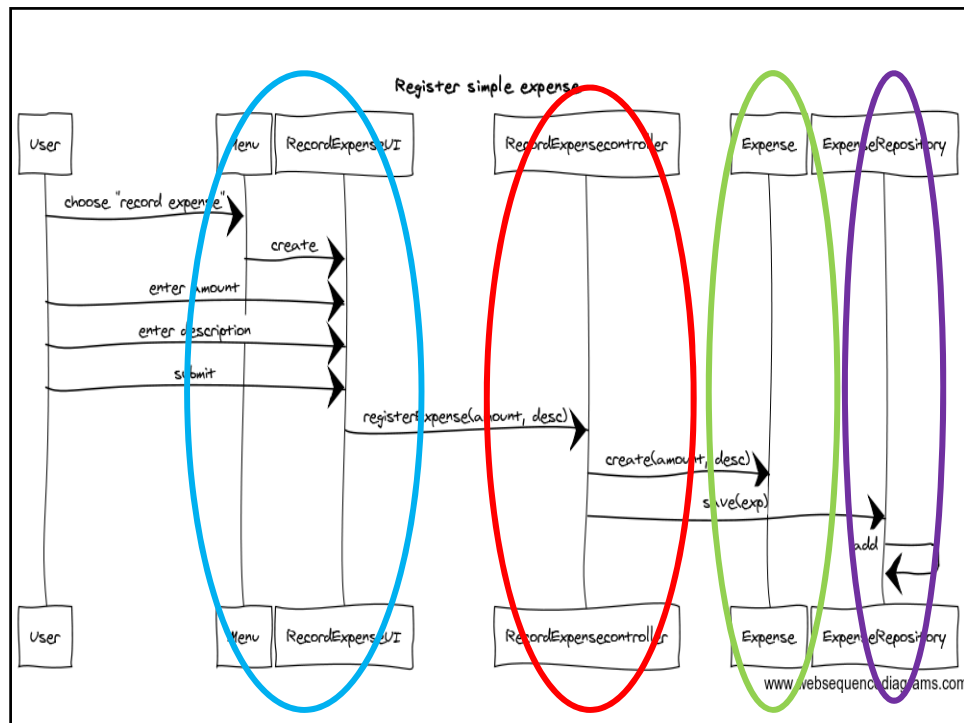 Register simple expense
User
Menu
RecordExpenseUI
RecordExpensecontroller
Expense
ExpenseRepository
choose "record expense"
create
enter amount
enter description
submit
registerExpense(amount, desc)
create(amount, desc)
save(exp)
add
User
Menu
RecordExpenseUI
RecordExpensecontroller
Expense
ExpenseRepository
www.websequencediagrams.com